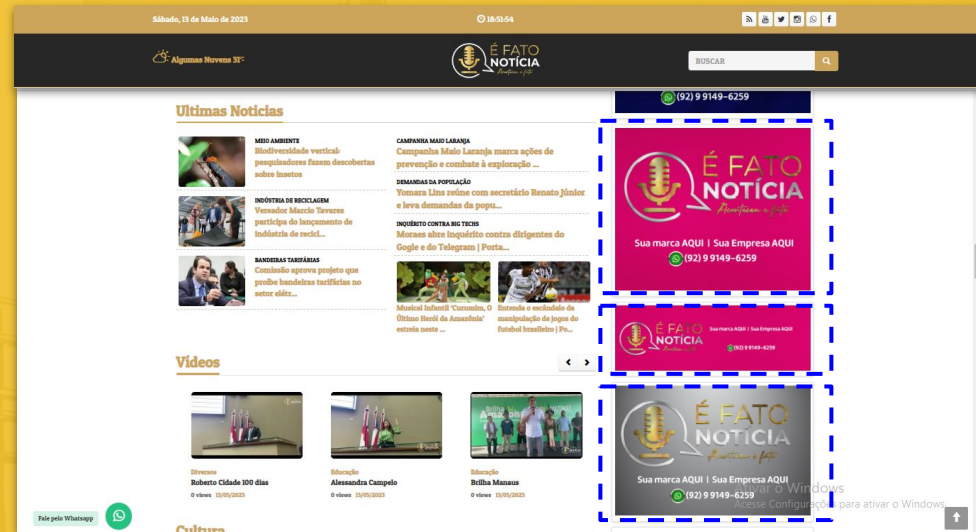 Sábado, 13 de Maio de 2023
18:51:54
Algumas Nuvens 31°
É FATO
NOTÍCIA
Aconteceu é fato
BUSCAR
(92) 9 9149-6259
Ultimas Noticias
MEIO AMBIENTE
Biodiversidade vertical:
pesquisadores fazem descobertas
sobre insetos
INDÚSTRIA DE RECICLAGEM
Vereador Marcio Tavares
participa do lançamento de
indústria de recicl...
BANDEIRAS TARIFÁRIAS
Comissão aprova projeto que
proíbe bandeiras tarifárias no
setor elétr...
CAMPANHA MAIO LARANJA
Campanha Maio Laranja marca ações de
prevenção e combate à exploração ...
DEMANDAS DA POPULAÇÃO
Yomara Lins reúne com secretário Renato Júnior
e leva demandas da popu...
INQUÉRITO CONTRA BIG TECHS
Moraes abre inquérito contra dirigentes do
Gogle e do Telegram | Porta...
Musical infantil 'Curumim, O
Último Herói da Amazônia'
estreia neste ...
Entenda o escândalo da
manipulação de jogos do
futebol brasileiro | Po...
É FATO
NOTÍCIA
Aconteceu é fato
Sua marca AQUI | Sua Empresa AQUI
(92) 9 9149-6259
É FATO
NOTÍCIA
Sua marca AQUI | Sua Empresa AQUI
(92) 9 9149-6259
É FATO
NOTÍCIA
Aconteceu é fato
Sua marca AQUI | Sua Empresa AQUI
(92) 9 9149-6259
Vídeos
Diversos
Roberto Cidade 100 dias
0 views 13/05/2023
Educação
Alessandra Campelo
0 views 13/05/2023
Educação
Brilha Manaus
0 views 13/05/2023
Ativar o Windows
Acesse Configurações para ativar o Windows.
Fale pelo Whatsapp
Cultura